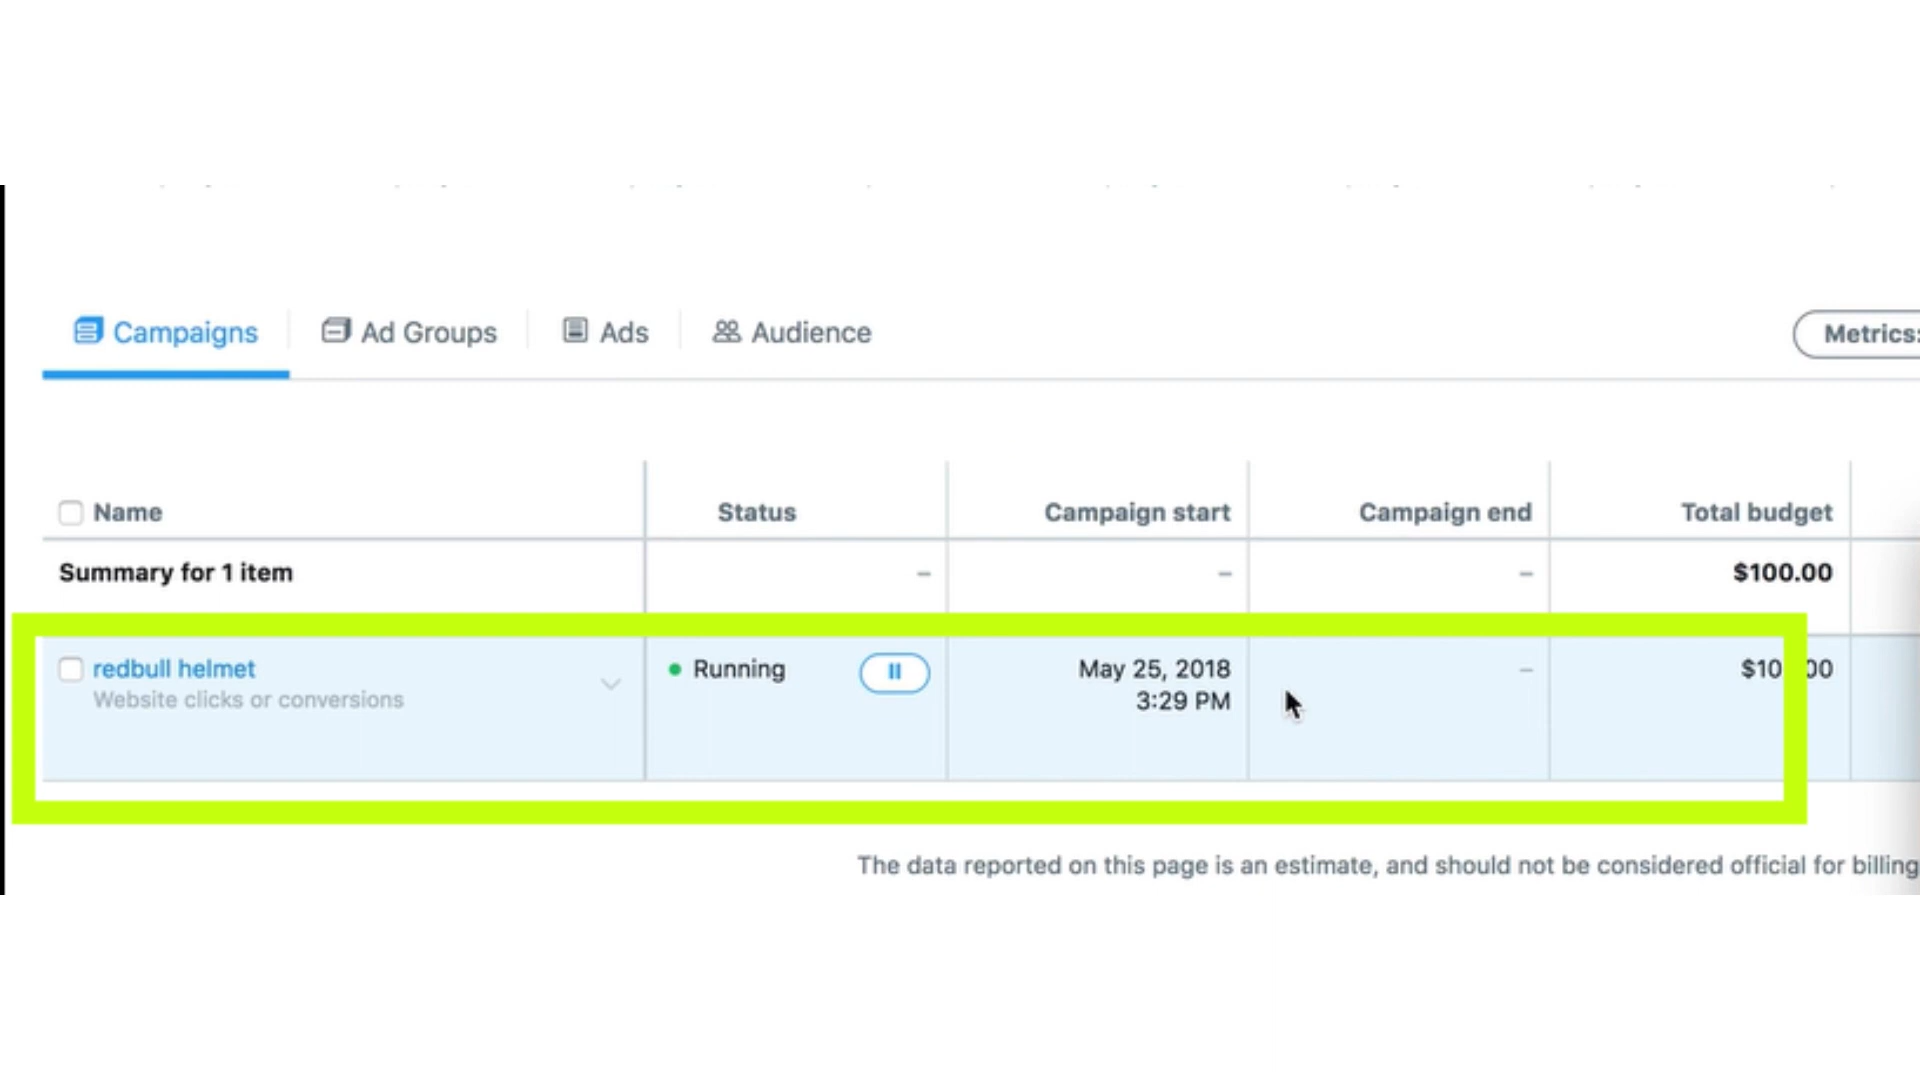 Campaigns Ad Groups Ads Audience Metrics:
Name Status Campaign start Campaign end Total budget
Summary for 1 item – – – $100.00
redbull helmet Running May 25, 2018 – $10 00
Website clicks or conversions 3:29 PM
The data reported on this page is an estimate, and should not be considered official for billing